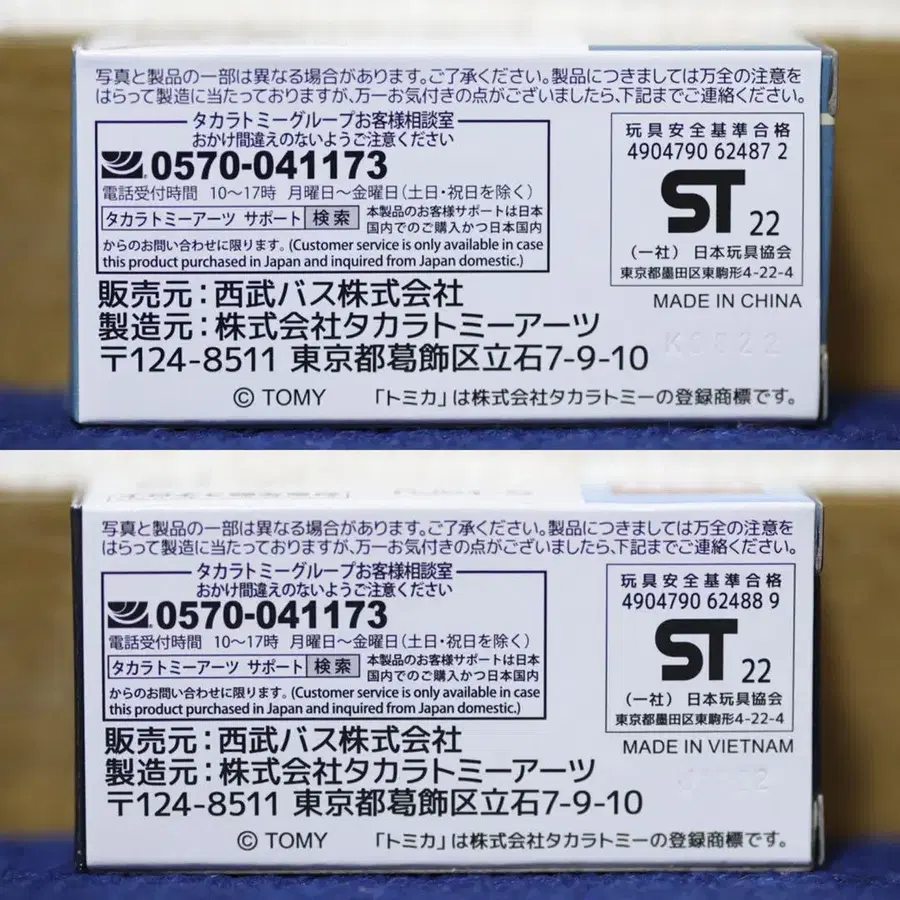 写真と製品の一部は異なる場合があります。ご了承ください。製品につきましては万全の注意を
はらって製造に当たっておりますが、万一お気付きの点がございましたら、下記までご連絡ください。
タカラトミーグループお客様相談室
おかけ間違えのないようご注意ください
0570-041173
電話受付時間 10～17時 月曜日～金曜日(土日・祝日を除く)
タカラトミーアーツ サポート 検索 本製品のお客様サポートは日本
国内でのご購入かつ日本国内
からのお問い合わせに限ります。(Customer service is only available in case
this product purchased in Japan and inquired from Japan domestic.)
玩具安全基準合格
4904790 62487 2
ST 22
(一社) 日本玩具協会
東京都墨田区東駒形4-22-4
MADE IN CHINA
販売元：西武バス株式会社
製造元：株式会社タカラトミーアーツ
〒124-8511 東京都葛飾区立石7-9-10
© TOMY 「トミカ」は株式会社タカラトミーの登録商標です。
写真と製品の一部は異なる場合があります。ご了承ください。製品につきましては万全の注意を
はらって製造に当たっておりますが、万一お気付きの点がございましたら、下記までご連絡ください。
タカラトミーグループお客様相談室
おかけ間違えのないようご注意ください
0570-041173
電話受付時間 10～17時 月曜日～金曜日(土日・祝日を除く)
タカラトミーアーツ サポート 検索 本製品のお客様サポートは日本
国内でのご購入かつ日本国内
からのお問い合わせに限ります。(Customer service is only available in case
this product purchased in Japan and inquired from Japan domestic.)
玩具安全基準合格
4904790 62488 9
ST 22
(一社) 日本玩具協会
東京都墨田区東駒形4-22-4
MADE IN VIETNAM
販売元：西武バス株式会社
製造元：株式会社タカラトミーアーツ
〒124-8511 東京都葛飾区立石7-9-10
© TOMY 「トミカ」は株式会社タカラトミーの登録商標です。